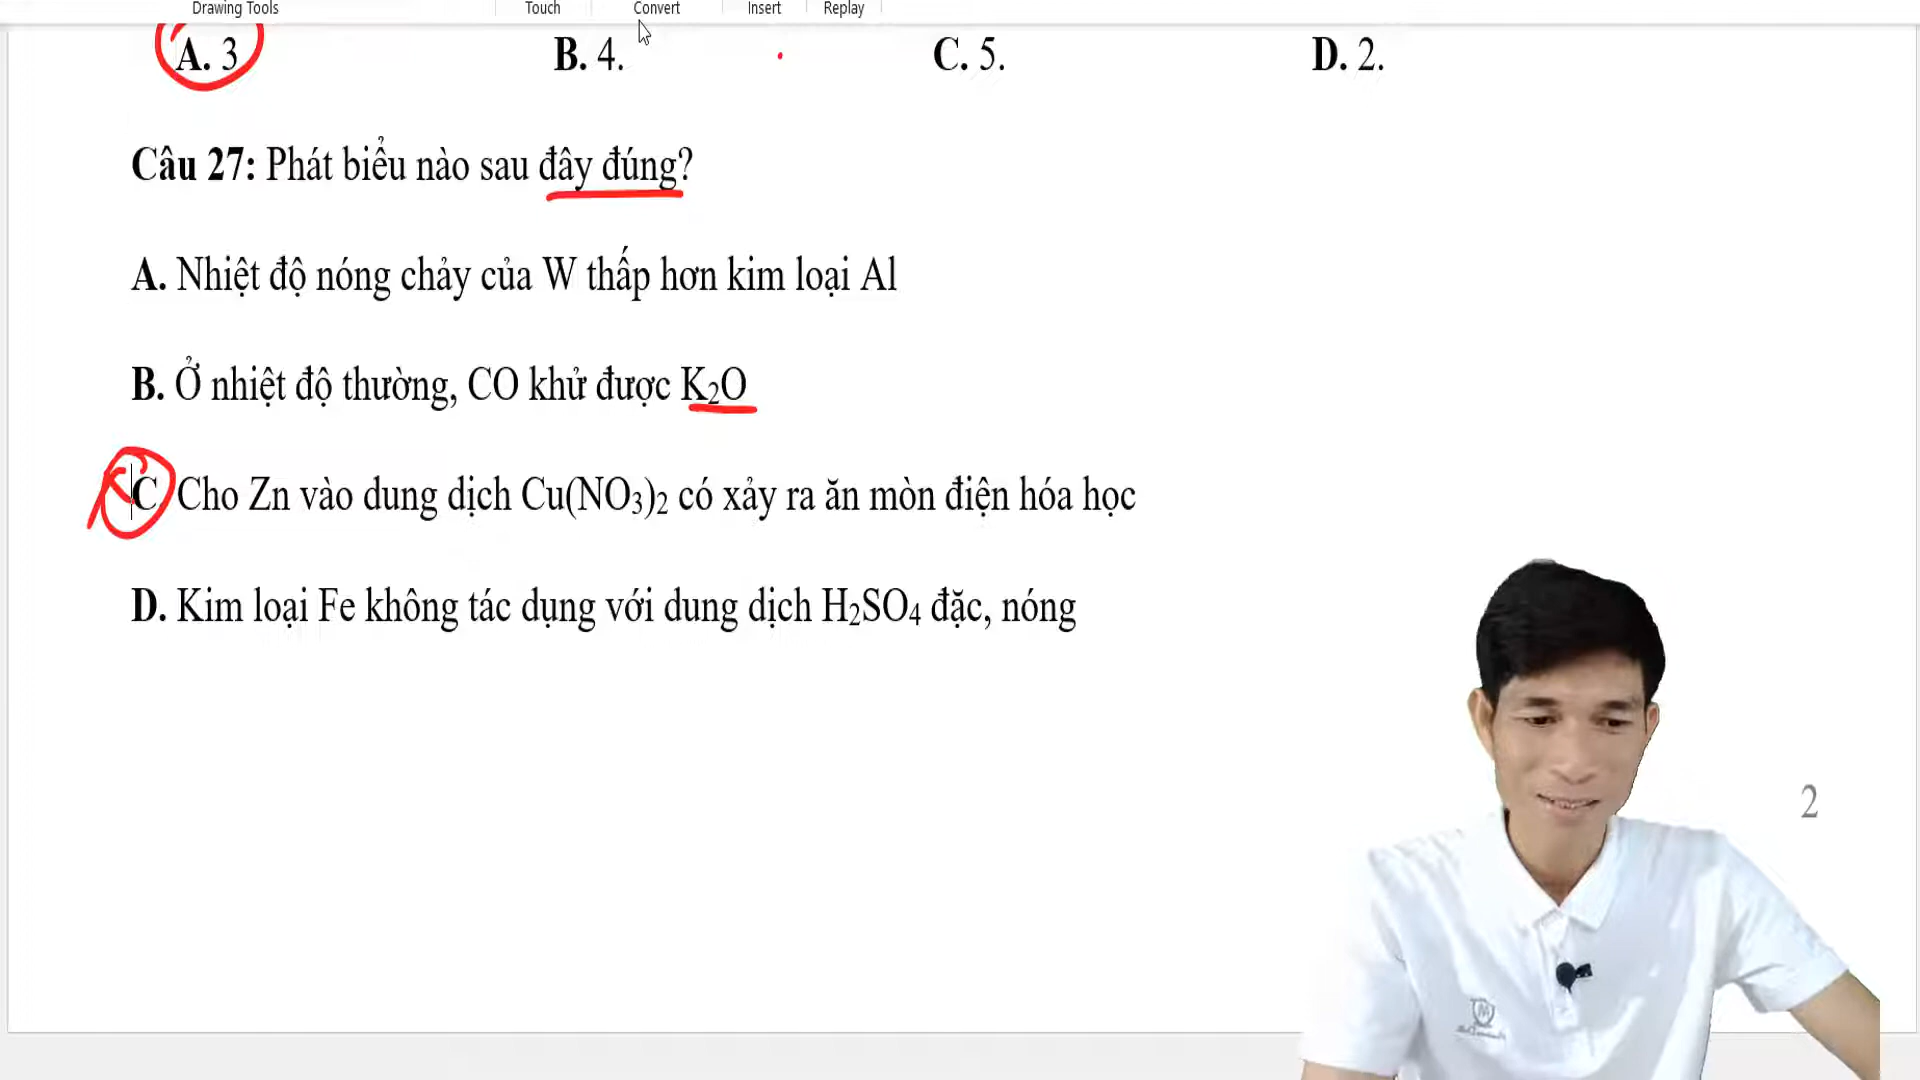 Drawing Tools Touch Convert Insert Replay
A. 3 B. 4. C. 5. D. 2.
Câu 27: Phát biểu nào sau đây đúng?
A. Nhiệt độ nóng chảy của W thấp hơn kim loại Al
B. Ở nhiệt độ thường, CO khử được K₂O
C. Cho Zn vào dung dịch Cu(NO₃)₂ có xảy ra ăn mòn điện hóa học
D. Kim loại Fe không tác dụng với dung dịch H₂SO₄ đặc, nóng
2